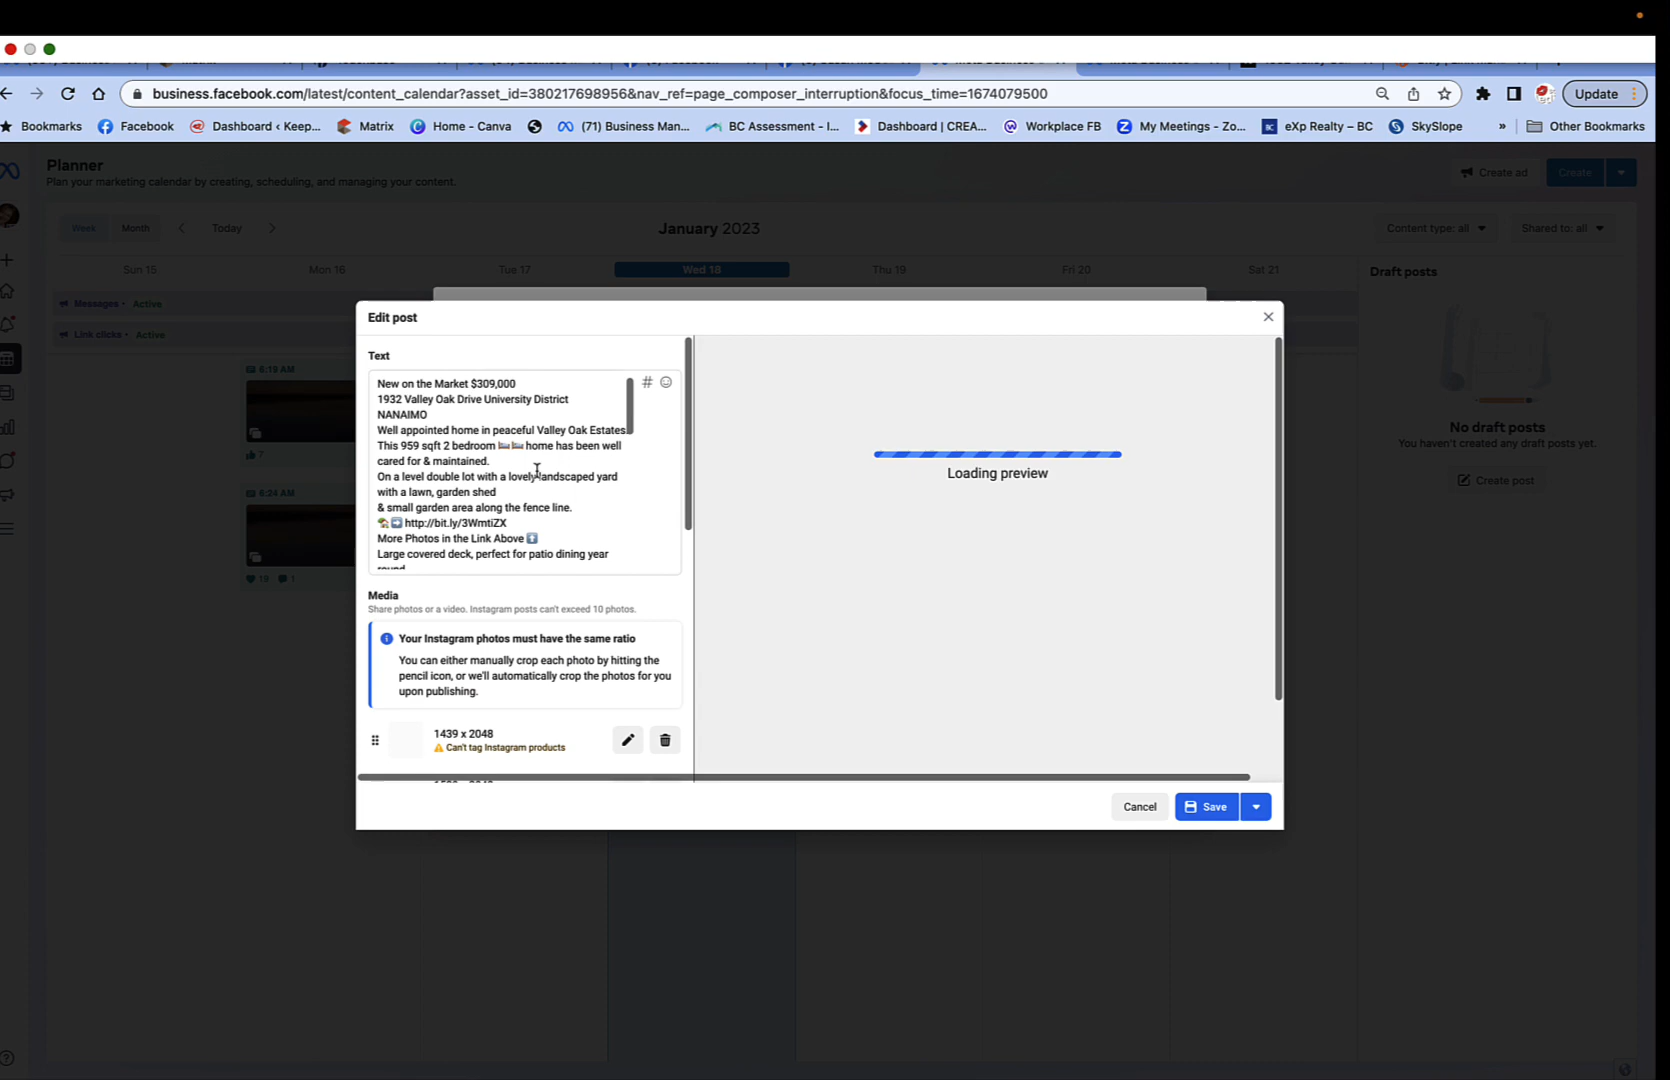 business.facebook.com/latest/content_calendar?asset_id=380217698956&nav_ref=page_composer_interruption&focus_time=1674079500
Update
Bookmarks
Facebook
Dashboard ‹ Keep...
Matrix
Home - Canva
(71) Business Man...
BC Assessment - I...
Dashboard | CREA...
Workplace FB
My Meetings - Zo...
eXp Realty – BC
SkySlope
»
Other Bookmarks
Planner
Plan your marketing calendar by creating, scheduling, and managing your content.
Create ad
Create
Week
Month
Today
January 2023
Content type: all
Shared to: all
Sun 15
Mon 16
Tue 17
Wed 18
Thu 19
Fri 20
Sat 21
Draft posts
Messages - Active
Link clicks - Active
6:19 AM
7
6:24 AM
1
No draft posts
You haven't created any draft posts yet.
Create post
Edit post
Text
New on the Market $309,000
1932 Valley Oak Drive University District
NANAIMO
Well appointed home in peaceful Valley Oak Estates.
This 959 sqft 2 bedroom 🛏️🛏️ home has been well
cared for & maintained.
On a level double lot with a lovely landscaped yard
with a lawn, garden shed
& small garden area along the fence line.
🏡➡️ http://bit.ly/3WmtiZX
More Photos in the Link Above ⬆️
Large covered deck, perfect for patio dining year
round
Media
Share photos or a video. Instagram posts can't exceed 10 photos.
Your Instagram photos must have the same ratio
You can either manually crop each photo by hitting the
pencil icon, or we'll automatically crop the photos for you
upon publishing.
1439 x 2048
Can't tag Instagram products
Loading preview
Cancel
Save